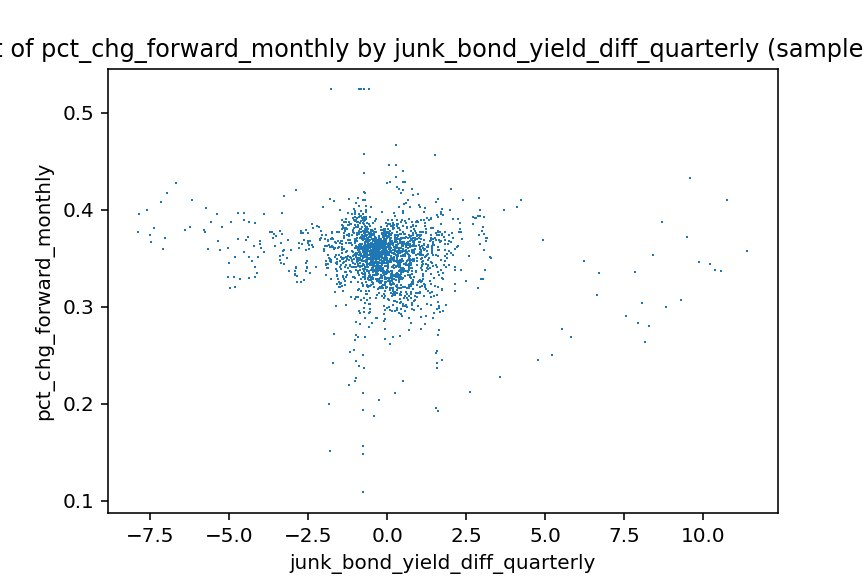 of pct_chg_forward_monthly by junk_bond_yield_diff_quarterly (sample
0.5
0.4
0.3
0.2
0.1
pct_chg_forward_monthly
−7.5 −5.0 −2.5 0.0 2.5 5.0 7.5 10.0
junk_bond_yield_diff_quarterly